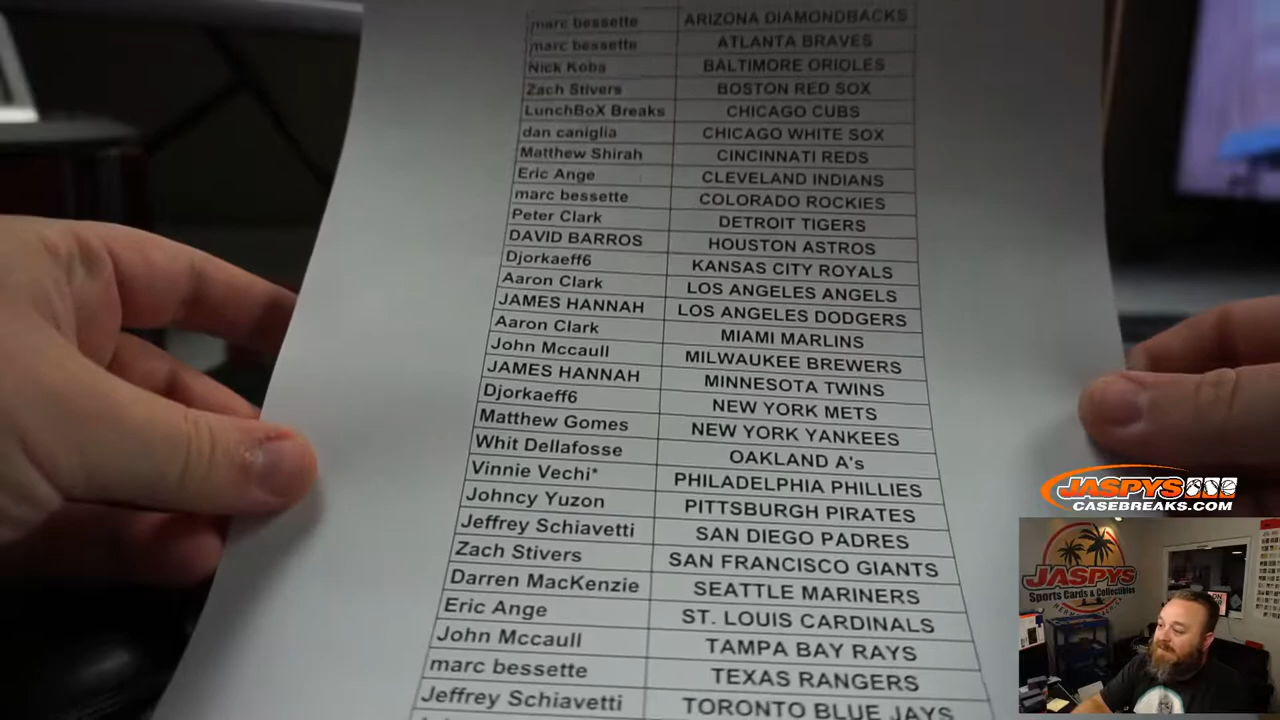 marc bessette ARIZONA DIAMONDBACKS
marc bessette ATLANTA BRAVES
Nick Koba BALTIMORE ORIOLES
Zach Stivers BOSTON RED SOX
LunchBoX Breaks CHICAGO CUBS
dan caniglia CHICAGO WHITE SOX
Matthew Shirah CINCINNATI REDS
Eric Ange CLEVELAND INDIANS
marc bessette COLORADO ROCKIES
Peter Clark DETROIT TIGERS
DAVID BARROS HOUSTON ASTROS
Djorkaeff6 KANSAS CITY ROYALS
Aaron Clark LOS ANGELES ANGELS
JAMES HANNAH LOS ANGELES DODGERS
Aaron Clark MIAMI MARLINS
John Mccaull MILWAUKEE BREWERS
JAMES HANNAH MINNESOTA TWINS
Djorkaeff6 NEW YORK METS
Matthew Gomes NEW YORK YANKEES
Whit Dellafosse OAKLAND A's
Vinnie Vechi* PHILADELPHIA PHILLIES
Johncy Yuzon PITTSBURGH PIRATES
Jeffrey Schiavetti SAN DIEGO PADRES
Zach Stivers SAN FRANCISCO GIANTS
Darren MacKenzie SEATTLE MARINERS
Eric Ange ST. LOUIS CARDINALS
John Mccaull TAMPA BAY RAYS
marc bessette TEXAS RANGERS
Jeffrey Schiavetti TORONTO BLUE JAYS
JASPYS
CASEBREAKS.COM
JASPYS
Sports Cards & Collectibles